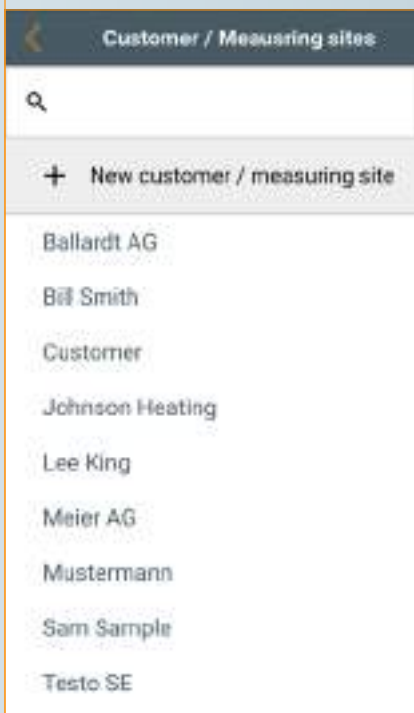 Customer / Meausring sites
New customer / measuring site
Ballardt AG
Bill Smith
Customer
Johnson Heating
Lee King
Meier AG
Mustermann
Sam Sample
Testo SE